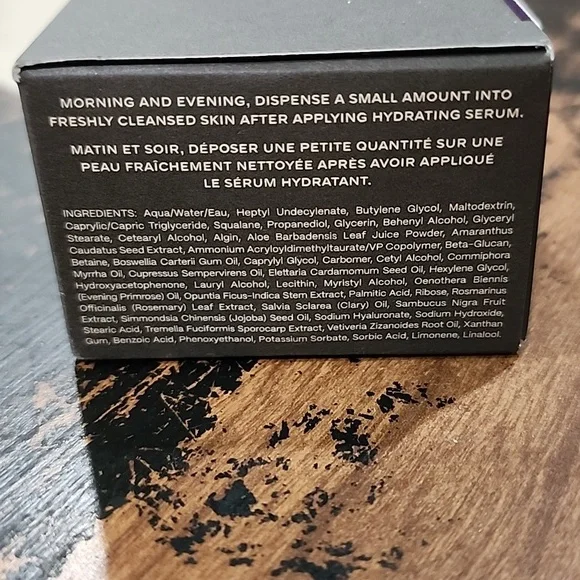 MORNING AND EVENING, DISPENSE A SMALL AMOUNT INTO
FRESHLY CLEANSED SKIN AFTER APPLYING HYDRATING SERUM.
MATIN ET SOIR, DÉPOSER UNE PETITE QUANTITÉ SUR UNE
PEAU FRAÎCHEMENT NETTOYÉE APRÈS AVOIR APPLIQUÉ
LE SÉRUM HYDRATANT.
INGREDIENTS: Aqua/Water/Eau, Heptyl Undecylenate, Butylene Glycol, Maltodextrin,
Caprylic/Capric Triglyceride, Squalane, Propanediol, Glycerin, Behenyl Alcohol, Glyceryl
Stearate, Cetearyl Alcohol, Algin, Aloe Barbadensis Leaf Juice Powder, Amaranthus
Caudatus Seed Extract, Ammonium Acryloyldimethyltaurate/VP Copolymer, Beta-Glucan,
Betaine, Boswellia Carterii Gum Oil, Caprylyl Glycol, Carbomer, Cetyl Alcohol, Commiphora
Myrrha Oil, Cupressus Sempervirens Oil, Elettaria Cardamomum Seed Oil, Hexylene Glycol,
Hydroxyacetophenone, Lauryl Alcohol, Lecithin, Myristyl Alcohol, Oenothera Biennis
(Evening Primrose) Oil, Opuntia Ficus-Indica Stem Extract, Palmitic Acid, Ribose, Rosmarinus
Officinalis (Rosemary) Leaf Extract, Salvia Sclarea (Clary) Oil, Sambucus Nigra Fruit
Extract, Simmondsia Chinensis (Jojoba) Seed Oil, Sodium Hyaluronate, Sodium Hydroxide,
Stearic Acid, Tremella Fuciformis Sporocarp Extract, Vetiveria Zizanoides Root Oil, Xanthan
Gum, Benzoic Acid, Phenoxyethanol, Potassium Sorbate, Sorbic Acid, Limonene, Linalool.